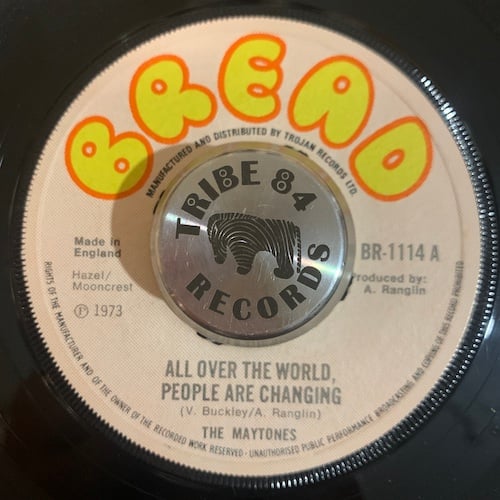 BREAD
MANUFACTURED AND DISTRIBUTED BY TROJAN RECORDS LTD.
TRIBE 84
RECORDS
Made in
England
Hazel/
Mooncrest
℗ 1973
BR-1114 A
Produced by:
A. Ranglin
ALL OVER THE WORLD,
PEOPLE ARE CHANGING
(V. Buckley/A. Ranglin)
THE MAYTONES
RIGHTS OF THE MANUFACTURER AND OF THE OWNER OF THE RECORDED WORK RESERVED - UNAUTHORISED PUBLIC PERFORMANCE BROADCASTING AND COPYING OF THIS RECORD PROHIBITED